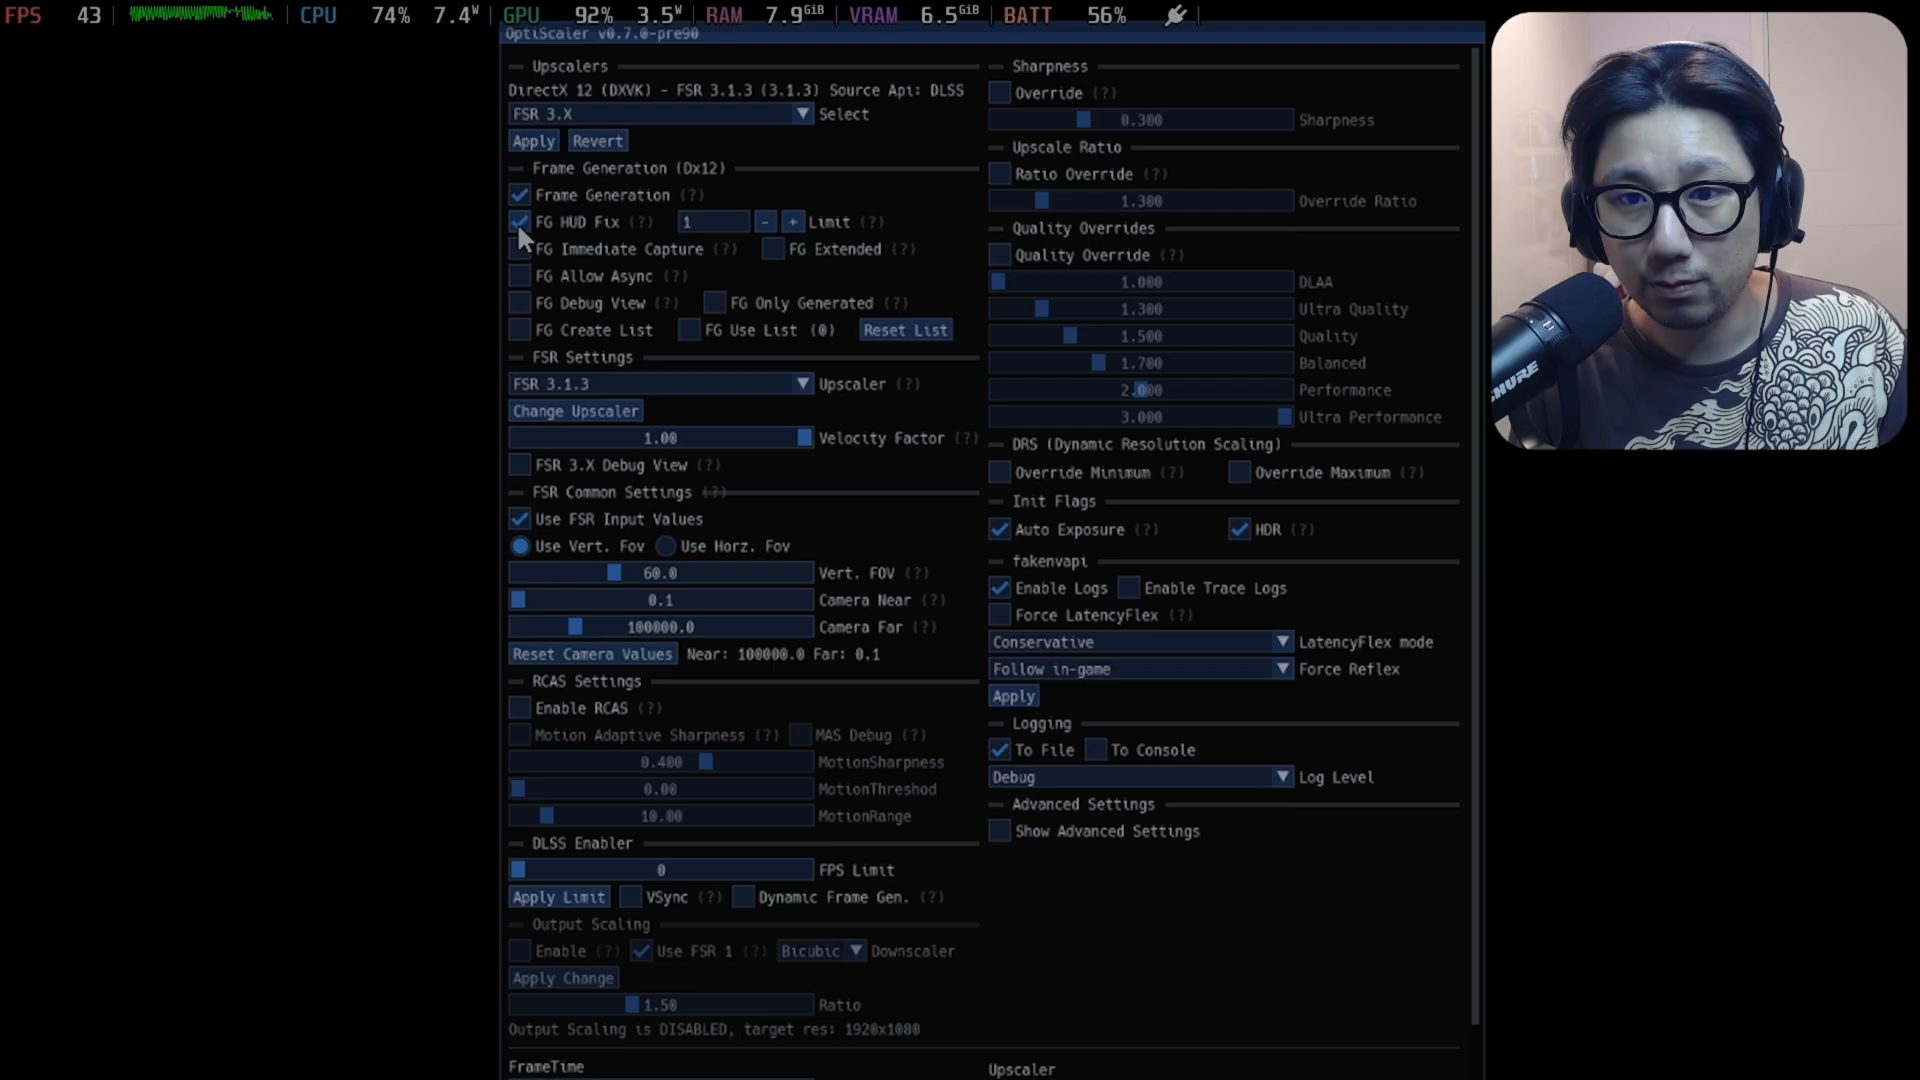 FPS 43 CPU 74% 7.4W GPU 92% 3.5W RAM 7.9GiB VRAM 6.5GiB BATT 56%
OptiScaler v0.7.0-pre90
Upscalers
DirectX 12 (DXVK) - FSR 3.1.3 (3.1.3) Source Api: DLSS
FSR 3.X Select
Apply Revert
Frame Generation (Dx12)
Frame Generation (?)
FG HUD Fix (?) 1 - + Limit (?)
FG Immediate Capture (?) FG Extended (?)
FG Allow Async (?)
FG Debug View (?) FG Only Generated (?)
FG Create List FG Use List (0) Reset List
FSR Settings
FSR 3.1.3 Upscaler (?)
Change Upscaler
1.00 Velocity Factor (?)
FSR 3.X Debug View (?)
FSR Common Settings (?)
Use FSR Input Values
Use Vert. Fov Use Horz. Fov
60.0 Vert. FOV (?)
0.1 Camera Near (?)
100000.0 Camera Far (?)
Reset Camera Values Near: 100000.0 Far: 0.1
RCAS Settings
Enable RCAS (?)
Motion Adaptive Sharpness (?) MAS Debug (?)
0.400 MotionSharpness
0.00 MotionThreshod
10.00 MotionRange
DLSS Enabler
0 FPS Limit
Apply Limit VSync (?) Dynamic Frame Gen. (?)
Output Scaling
Enable (?) Use FSR 1 (?) Bicubic Downscaler
Apply Change
1.50 Ratio
Output Scaling is DISABLED, target res: 1920x1080
FrameTime
Sharpness
Override (?)
0.300 Sharpness
Upscale Ratio
Ratio Override (?)
1.300 Override Ratio
Quality Overrides
Quality Override (?)
1.000 DLAA
1.300 Ultra Quality
1.500 Quality
1.700 Balanced
2.000 Performance
3.000 Ultra Performance
DRS (Dynamic Resolution Scaling)
Override Minimum (?) Override Maximum (?)
Init Flags
Auto Exposure (?) HDR (?)
fakenvapi
Enable Logs Enable Trace Logs
Force LatencyFlex (?)
Conservative LatencyFlex mode
Follow in-game Force Reflex
Apply
Logging
To File To Console
Debug Log Level
Advanced Settings
Show Advanced Settings
Upscaler
SHURE